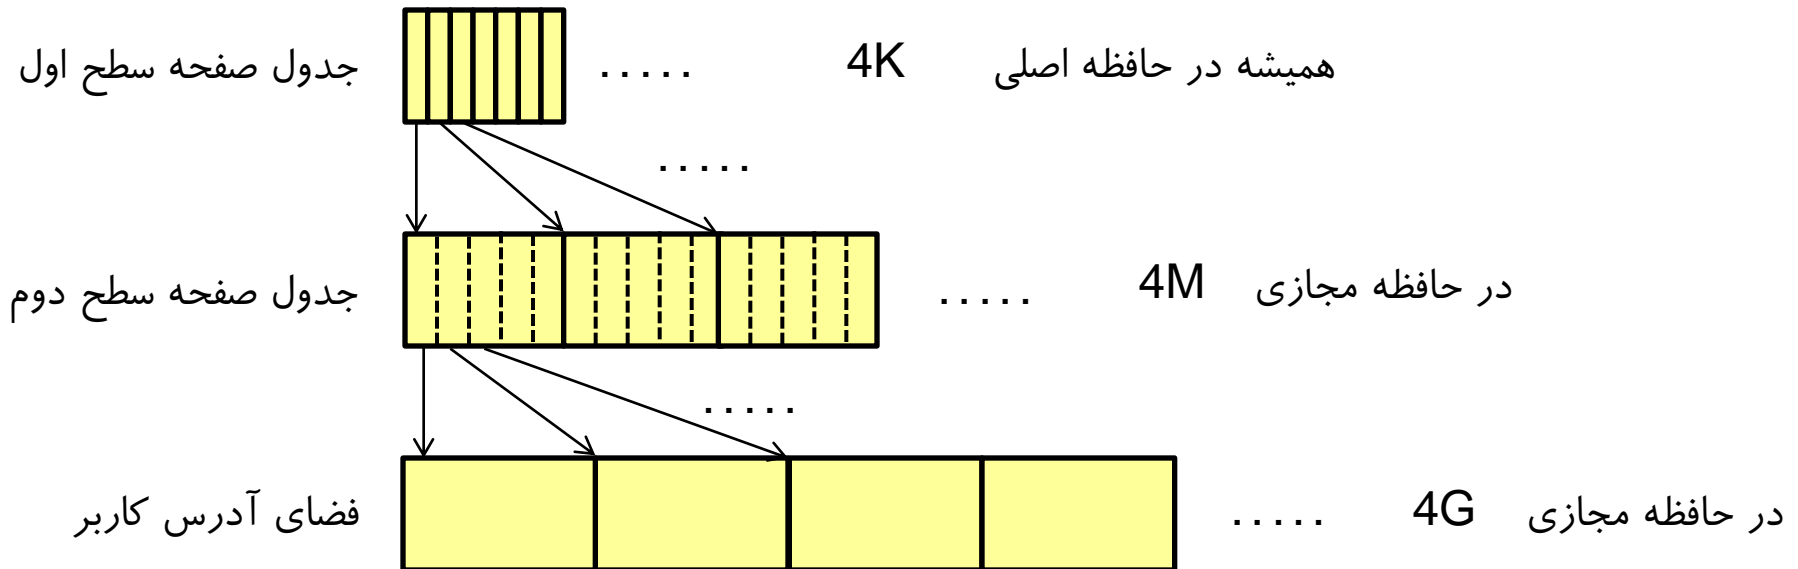 جدول صفحه سطح اول ..... 4K همیشه در حافظه اصلی
.....
جدول صفحه سطح دوم ..... 4M در حافظه مجازی
.....
فضای آدرس کاربر ..... 4G در حافظه مجازی